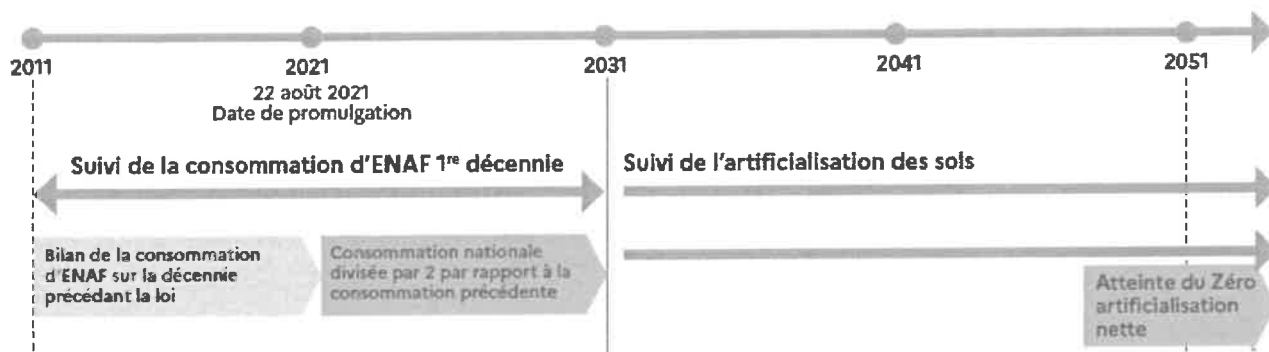 2011
2021
2031
2041
2051
22 août 2021
Date de promulgation
Suivi de la consommation d'ENAF 1re décennie
Suivi de l'artificialisation des sols
Bilan de la consommation
d'ENAF sur la décennie
précédant la loi
Consommation nationale
divisée par 2 par rapport à la
consommation précédente
Atteinte du Zéro
artificialisation
nette